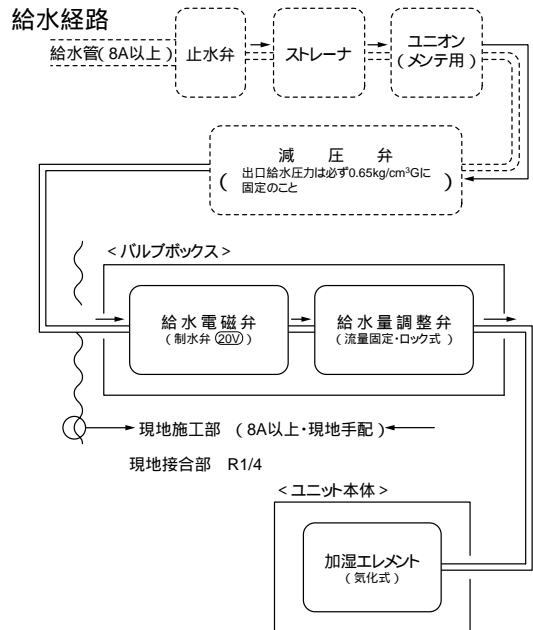 給水経路
給水管(8A以上)
止水弁
ストレーナ
ユニオン
(メンテ用)
減圧弁
(出口給水圧力は必ず0.65kg/cm³Gに
固定のこと)
<バルブボックス>
給水電磁弁
(制水弁 20V)
給水量調整弁
(流量固定・ロック式)
現地施工部 (8A以上・現地手配)
現地接合部 R1/4
<ユニット本体>
加湿エレメント
(気化式)